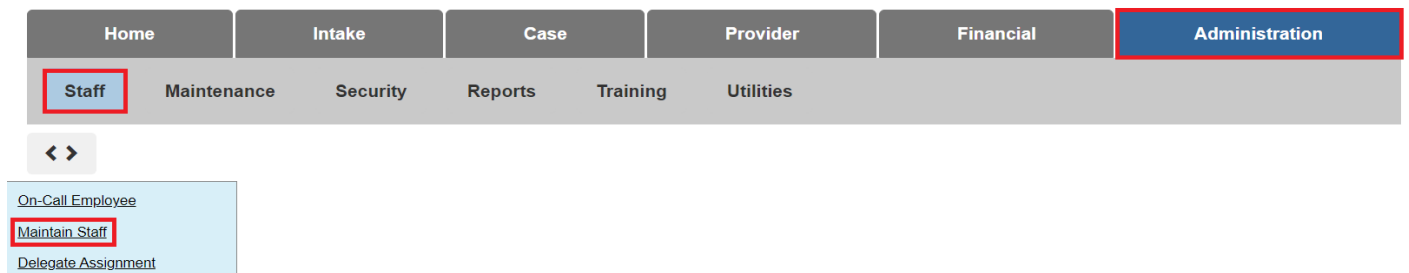 Home Intake Case Provider Financial Administration
Staff Maintenance Security Reports Training Utilities
On-Call Employee
Maintain Staff
Delegate Assignment